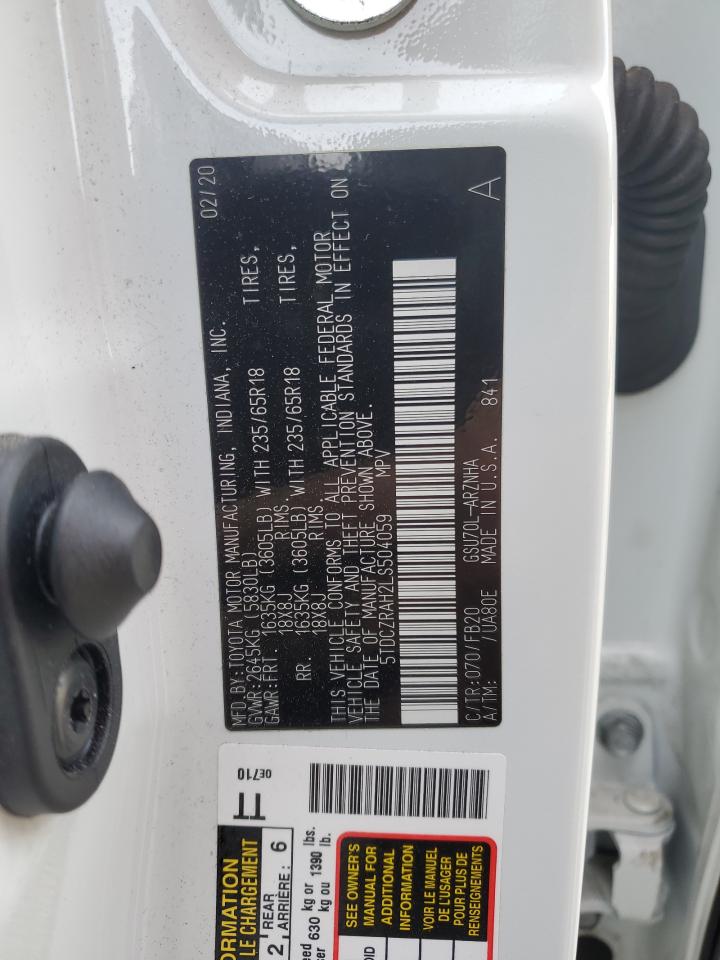 MFD BY:TOYOTA MOTOR MANUFACTURING, INDIANA, INC. 02/20
GVWR:2645KG (5830LB)
GAWR:FRT. 1635KG (3605LB) WITH 235/65R18 TIRES,
18X8J RIMS.
RR. 1635KG (3605LB) WITH 235/65R18 TIRES,
18X8J RIMS
THIS VEHICLE CONFORMS TO ALL APPLICABLE FEDERAL MOTOR
VEHICLE SAFETY AND THEFT PREVENTION STANDARDS IN EFFECT ON
THE DATE OF MANUFACTURE SHOWN ABOVE.
5TDCZRAH2LS504059 MPV
C/TR:070/FB20 GSU70L-ARZNHA A
A/TM: /UA80E MADE IN U.S.A. 841
0E710
LE CHARGEMENT
2 REAR
ARRIÈRE : 6
630 kg or 1390 lbs.
kg ou 1390 lb.
SEE OWNER'S
MANUAL FOR
ADDITIONAL
INFORMATION
VOIR LE MANUEL
DE L'USAGER
POUR PLUS DE
RENSEIGNEMENTS